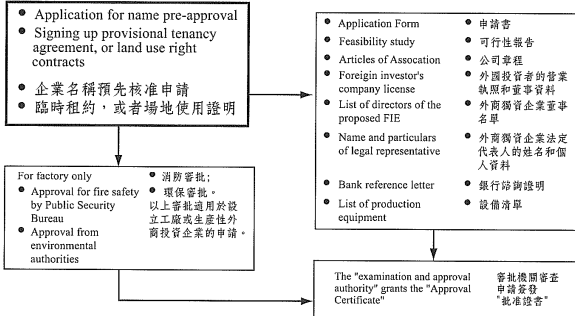 Application for name pre-approval
Signing up provisional tenancy
agreement, or land use right
contracts
企業名稱預先核准申請
臨時租約，或者場地使用證明
For factory only
Approval for fire safety
by Public Security
Bureau
Approval from
environmental
authorities
消防審批；
環保審批。
以上審批適用於設
立工廠或生產性外
商投資企業的申請。
Application Form
Feasibility study
Articles of Assocation
Foreigin investor's
company license
List of directors of the
proposed FIE
Name and particulars
of legal representative
Bank reference letter
List of production
equipment
申請書
可行性報告
公司章程
外國投資者的營業
執照和董事資料
外商獨資企業董事
名單
外商獨資企業法定
代表人的姓名和個
人資料
銀行諮詢證明
設備清單
The "examination and approval
authority" grants the "Approval
Certificate"
審批機關審查
申請簽發
"批准證書"